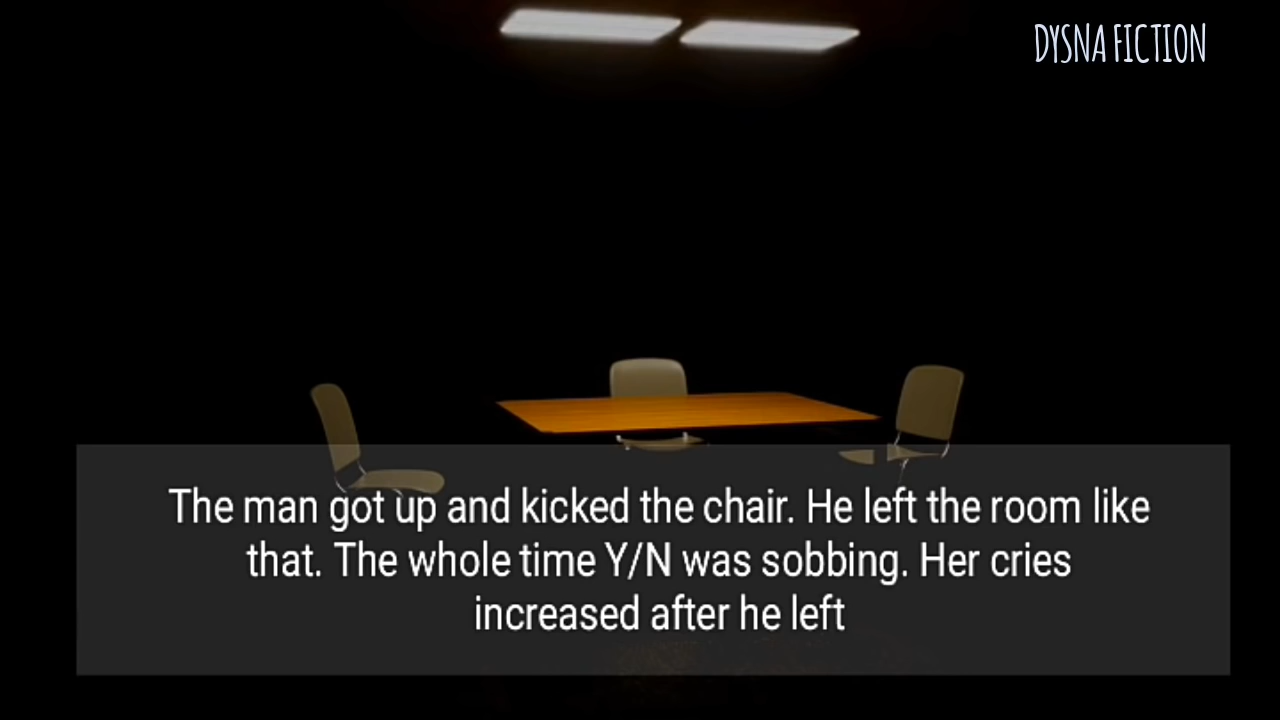 DYSNA FICTION
The man got up and kicked the chair. He left the room like
that. The whole time Y/N was sobbing. Her cries
increased after he left